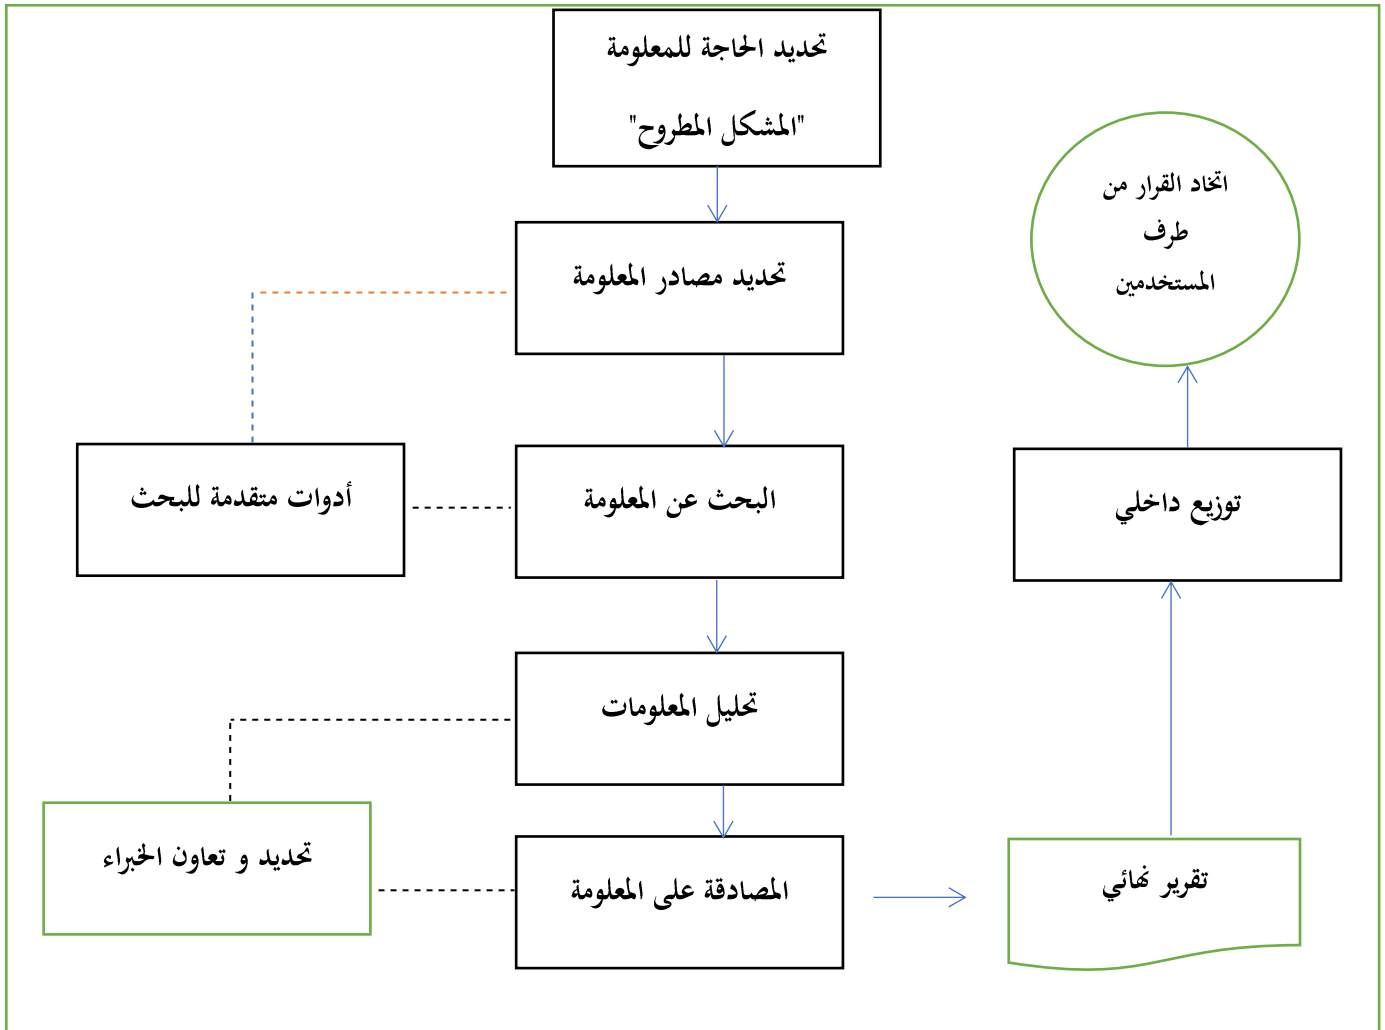 تحديد الحاجة للمعلومة
"المشكل المطروح"
تحديد مصادر المعلومة
البحث عن المعلومة
أدوات متقدمة للبحث
تحليل المعلومات
تحديد و تعاون الخبراء
المصادقة على المعلومة
تقرير نهائي
توزيع داخلي
اتخاد القرار من
طرف
المستخدمين